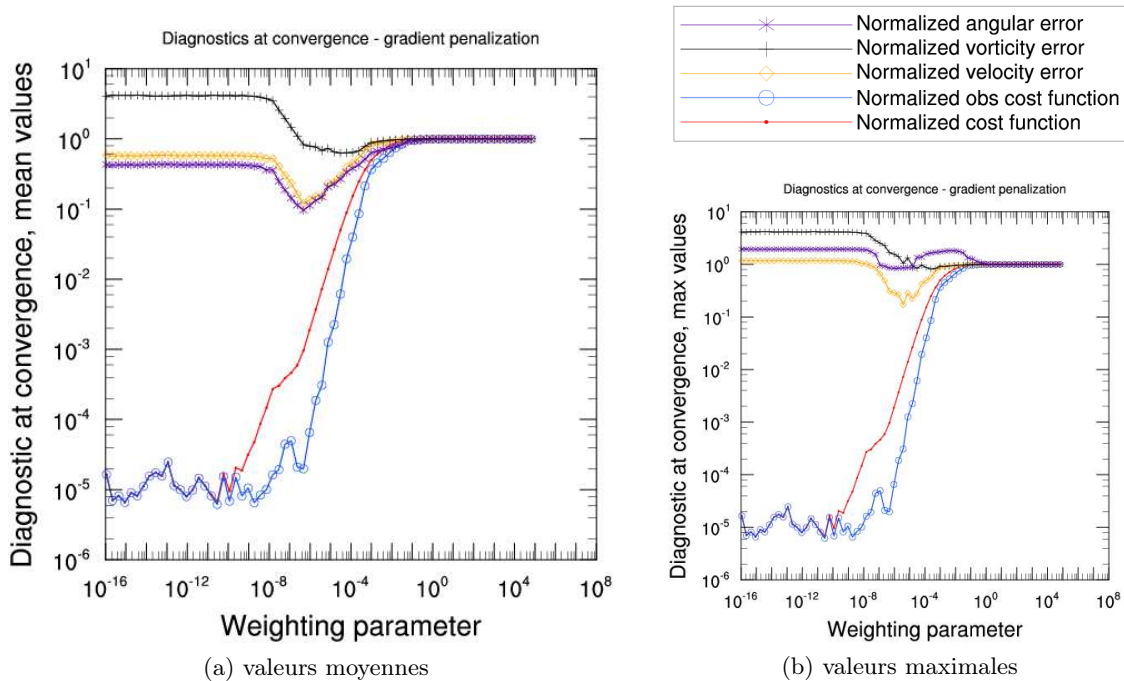 Diagnostics at convergence - gradient penalization
Diagnostic at convergence, mean values
10^1
10^0
10^-1
10^-2
10^-3
10^-4
10^-5
10^-6
10^-16
10^-12
10^-8
10^-4
10^0
10^4
10^8
Weighting parameter
(a) valeurs moyennes
Normalized angular error
Normalized vorticity error
Normalized velocity error
Normalized obs cost function
Normalized cost function
Diagnostics at convergence - gradient penalization
Diagnostic at convergence, max values
10^1
10^0
10^-1
10^-2
10^-3
10^-4
10^-5
10^-6
10^-16
10^-12
10^-8
10^-4
10^0
10^4
10^8
Weighting parameter
(b) valeurs maximales